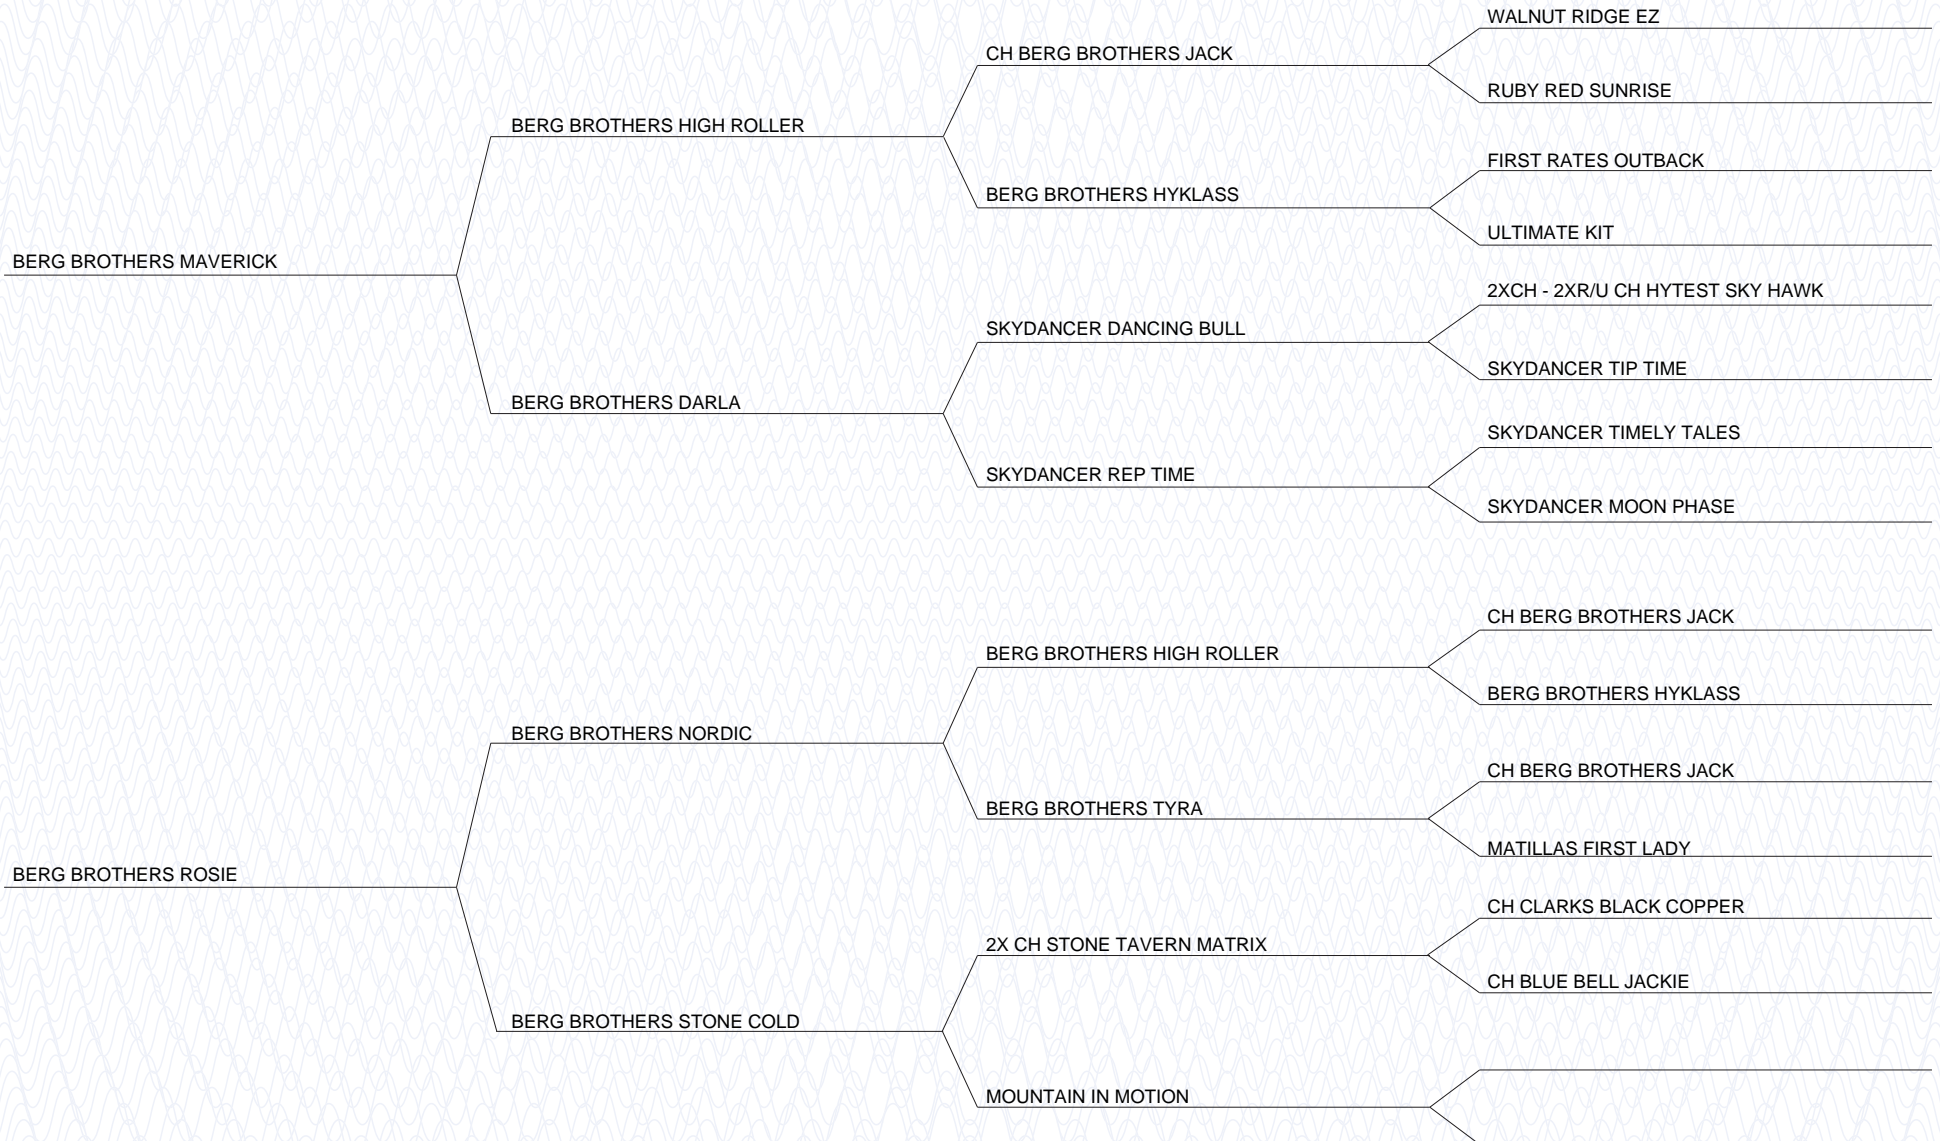 WALNUT RIDGE EZ
CH BERG BROTHERS JACK
RUBY RED SUNRISE
BERG BROTHERS HIGH ROLLER
FIRST RATES OUTBACK
BERG BROTHERS HYKLASS
ULTIMATE KIT
BERG BROTHERS MAVERICK
2XCH - 2XR/U CH HYTEST SKY HAWK
SKYDANCER DANCING BULL
SKYDANCER TIP TIME
BERG BROTHERS DARLA
SKYDANCER TIMELY TALES
SKYDANCER REP TIME
SKYDANCER MOON PHASE
CH BERG BROTHERS JACK
BERG BROTHERS HIGH ROLLER
BERG BROTHERS HYKLASS
BERG BROTHERS NORDIC
CH BERG BROTHERS JACK
BERG BROTHERS TYRA
MATILLAS FIRST LADY
BERG BROTHERS ROSIE
CH CLARKS BLACK COPPER
2X CH STONE TAVERN MATRIX
CH BLUE BELL JACKIE
BERG BROTHERS STONE COLD
MOUNTAIN IN MOTION